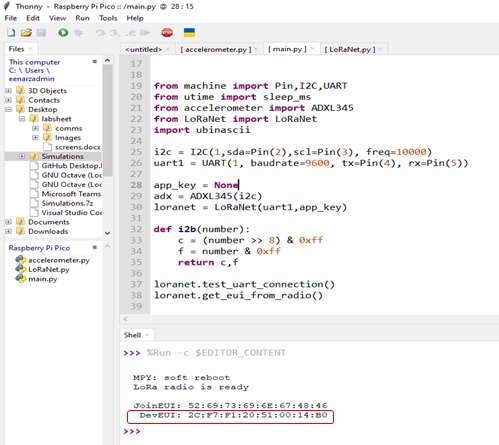 Thonny - Raspberry Pi Pico :: /main.py @ 28 : 15
File Edit View Run Tools Help
Files ×
This computer
C: \ Users \
eenarzadmin
3D Objects
Contacts
Desktop
labsheet
comms
Images
screens.docx
Simulations
GitHub Desktop.l
GNU Octave (Loc
GNU Octave (Loc
Microsoft Teams
Simulations.7z
Visual Studio Cod
Documents
Downloads
Raspberry Pi Pico
accelerometer.py
LoRaNet.py
main.py
<untitled> × [ accelerometer.py ] × [ main.py ] × [ LoRaNet.py ] ×
17
18
19 from machine import Pin,I2C,UART
20 from utime import sleep_ms
21 from accelerometer import ADXL345
22 from LoRaNet import LoRaNet
23 import ubinascii
24
25 i2c = I2C(1,sda=Pin(2),scl=Pin(3), freq=10000)
26 uart1 = UART(1, baudrate=9600, tx=Pin(4), rx=Pin(5))
27
28 app_key = None
29 adx = ADXL345(i2c)
30 loranet = LoRaNet(uart1,app_key)
31
32 def i2b(number):
33 c = (number >> 8) & 0xff
34 f = number & 0xff
35 return c,f
36
37 loranet.test_uart_connection()
38 loranet.get_eui_from_radio()
39
Shell ×
>>> %Run -c $EDITOR_CONTENT
MPY: soft reboot
LoRa radio is ready
JoinEUI: 52:69:73:69:6E:67:48:46
DevEUI: 2C:F7:F1:20:51:00:14:B0
>>>